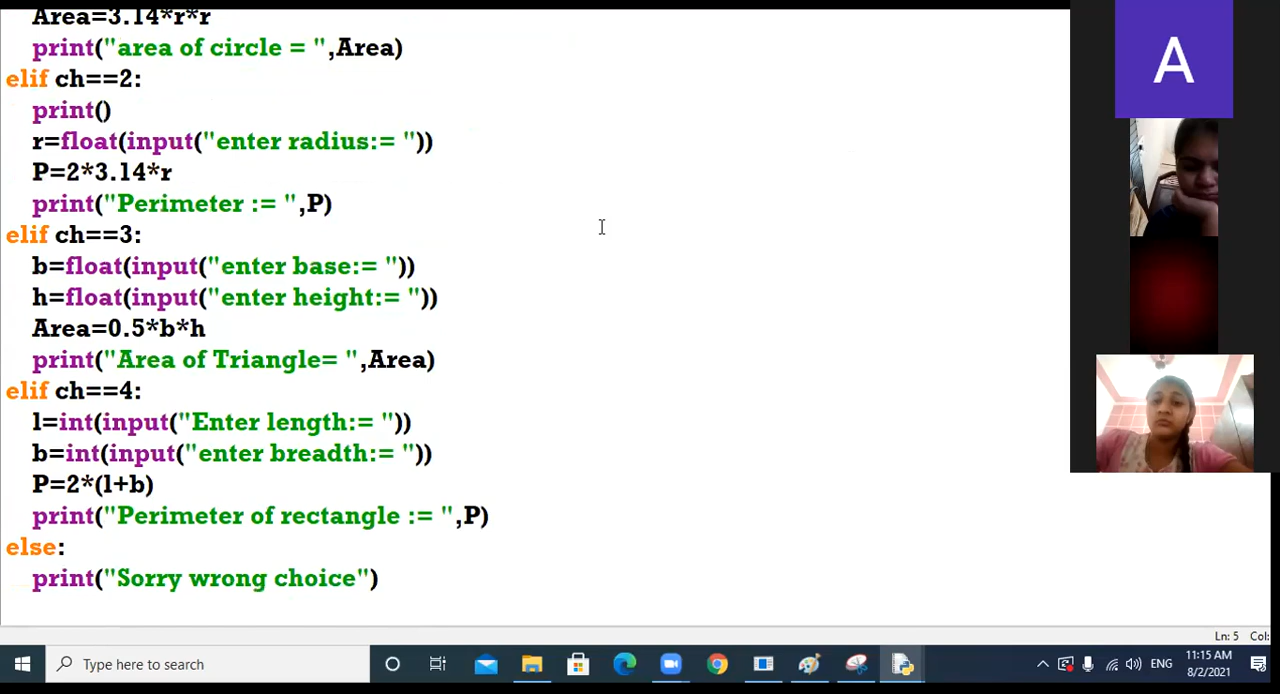 Area=3.14*r*r
print("area of circle = ",Area)
elif ch==2:
print()
r=float(input("enter radius:= "))
P=2*3.14*r
print("Perimeter := ",P)
elif ch==3:
b=float(input("enter base:= "))
h=float(input("enter height:= "))
Area=0.5*b*h
print("Area of Triangle= ",Area)
elif ch==4:
l=int(input("Enter length:= "))
b=int(input("enter breadth:= "))
P=2*(l+b)
print("Perimeter of rectangle := ",P)
else:
print("Sorry wrong choice")
A
Ln: 5 Col:
Type here to search
ENG
11:15 AM
8/2/2021